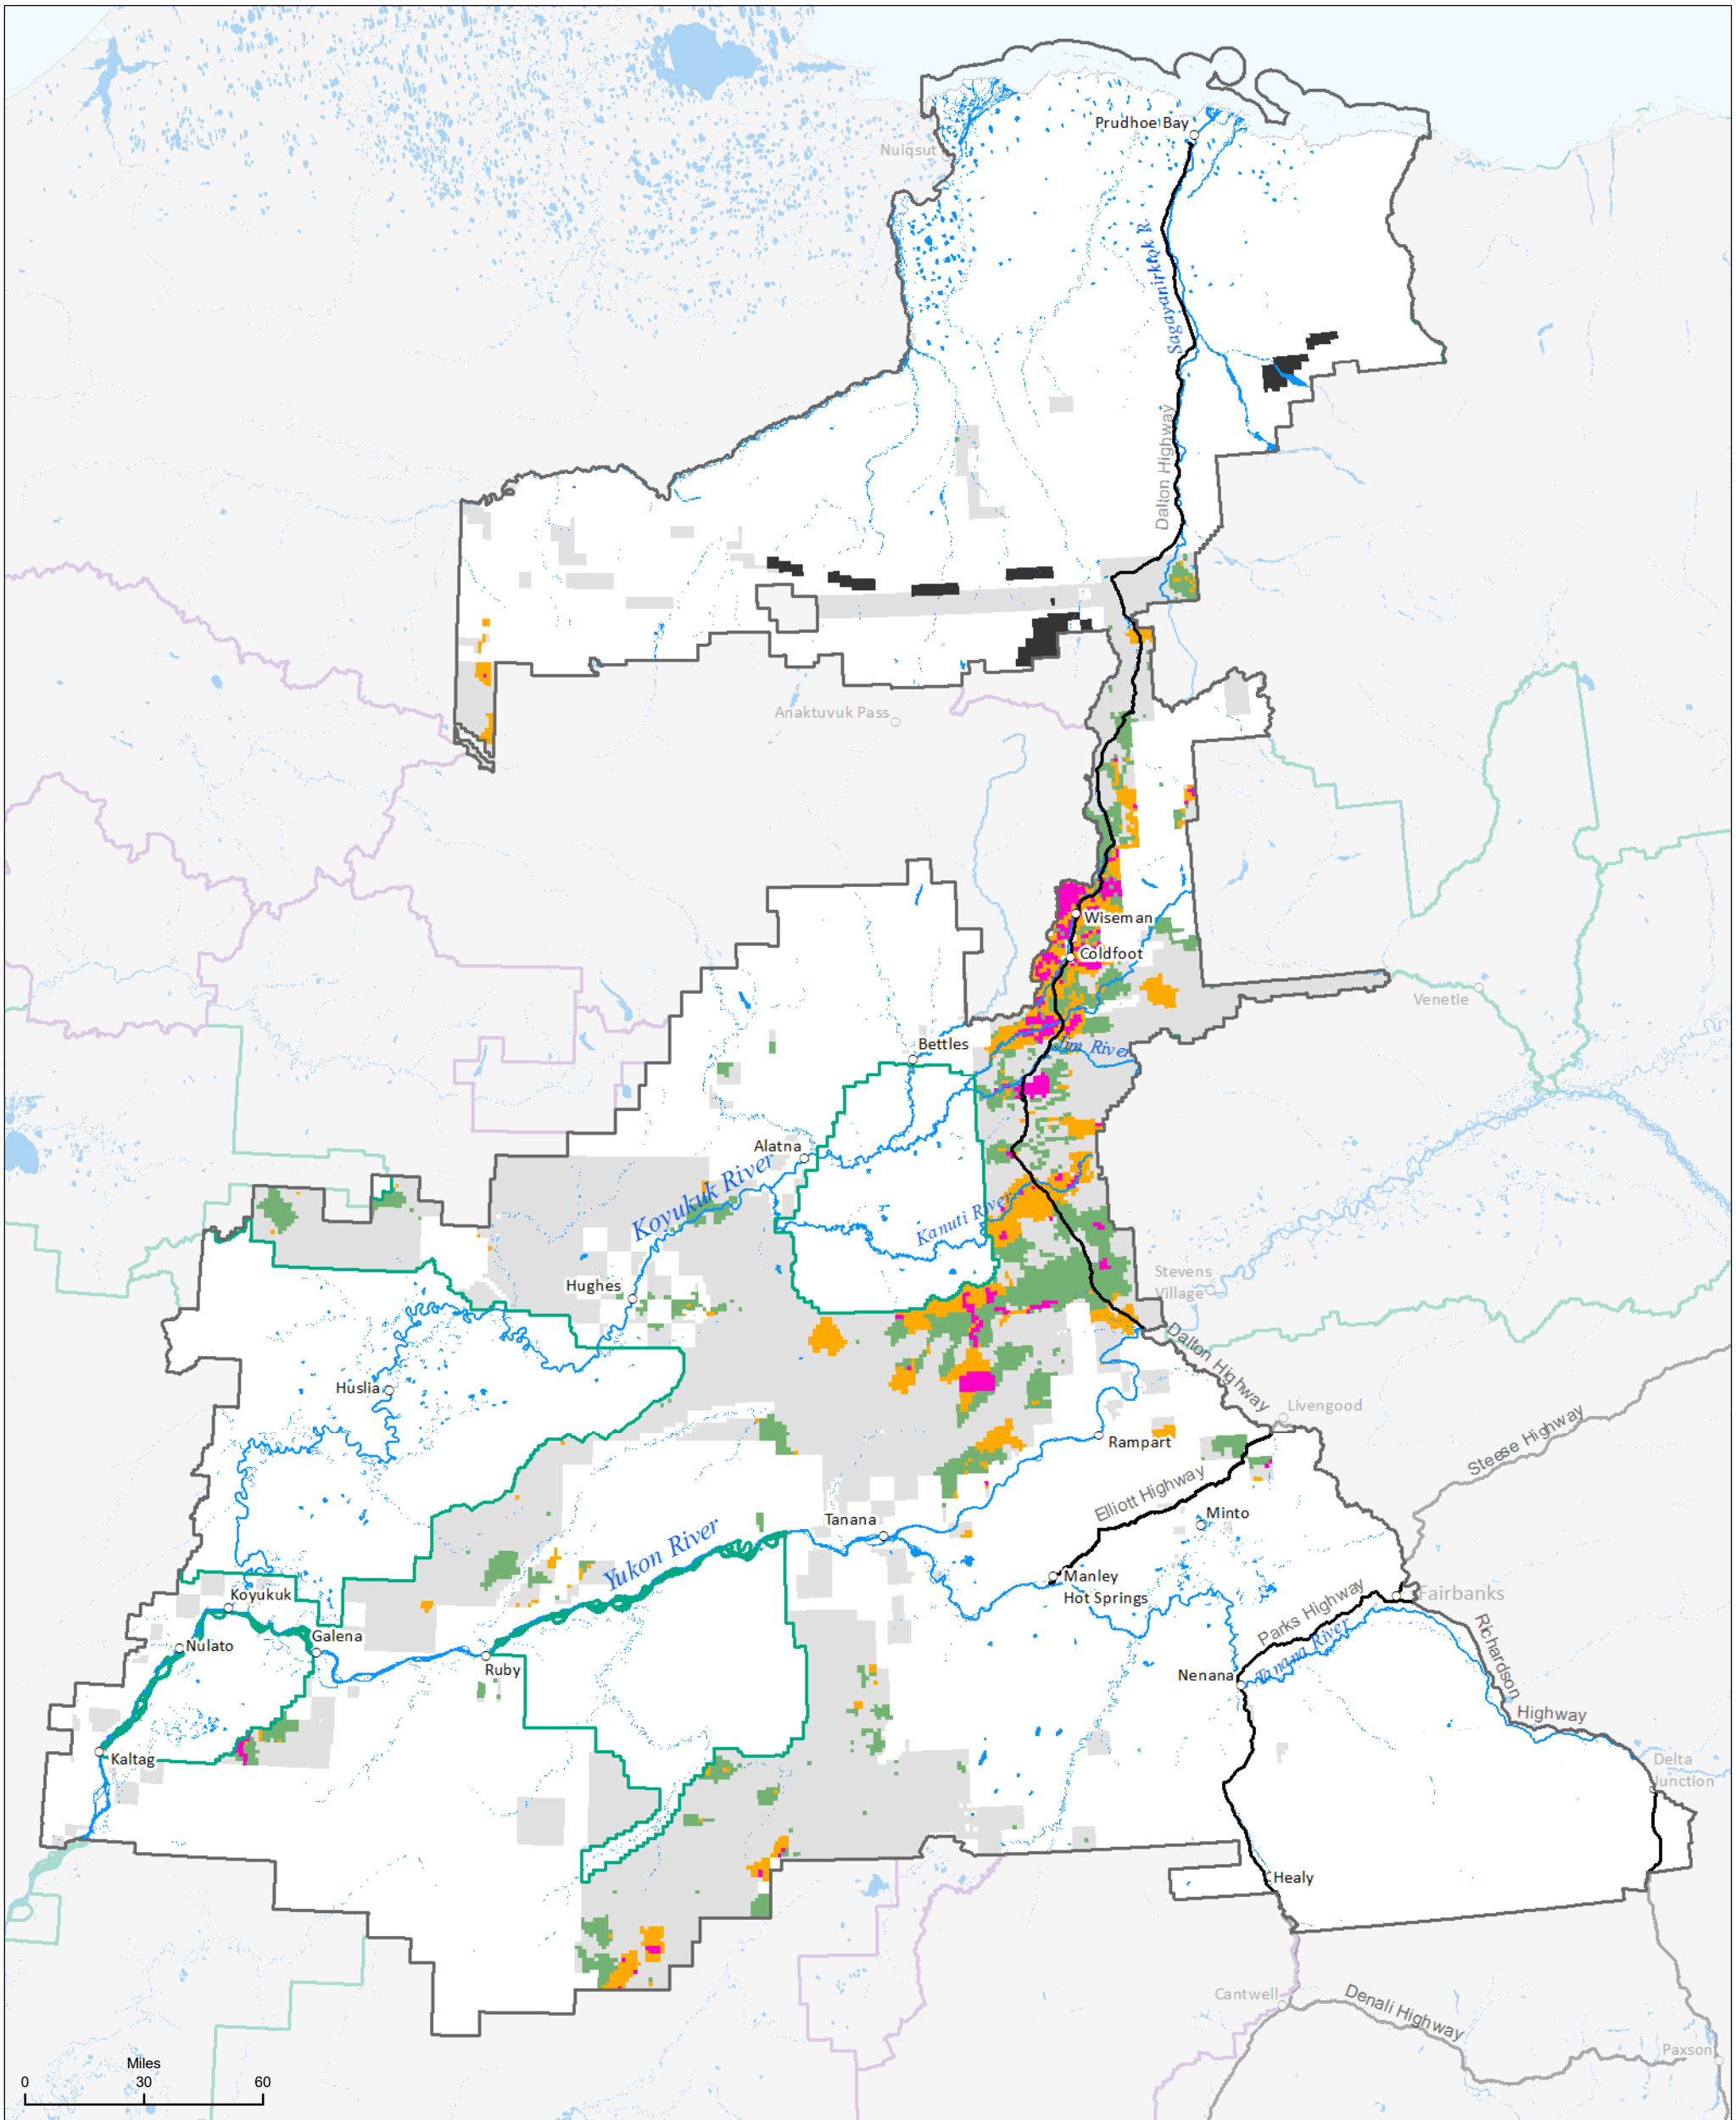 Prudhoe Bay
Nuiqsut
Sagavanirktok R.
Dalton Highway
Anaktuvuk Pass
Wiseman
Coldfoot
Venetie
Bettles
Jim River
Alatna
Koyukuk River
Kanuti River
Hughes
Stevens
Village
Dalton Highway
Huslia
Livengood
Steese Highway
Rampart
Elliott Highway
Minto
Tanana
Yukon River
Manley
Hot Springs
Koyukuk
Parks Highway
Fairbanks
Nulato
Galena
Tanana River
Richardson
Highway
Ruby
Nenana
Kaltag
Delta
Junction
Healy
Cantwell
Denali Highway
Paxson
Miles
0 30 60